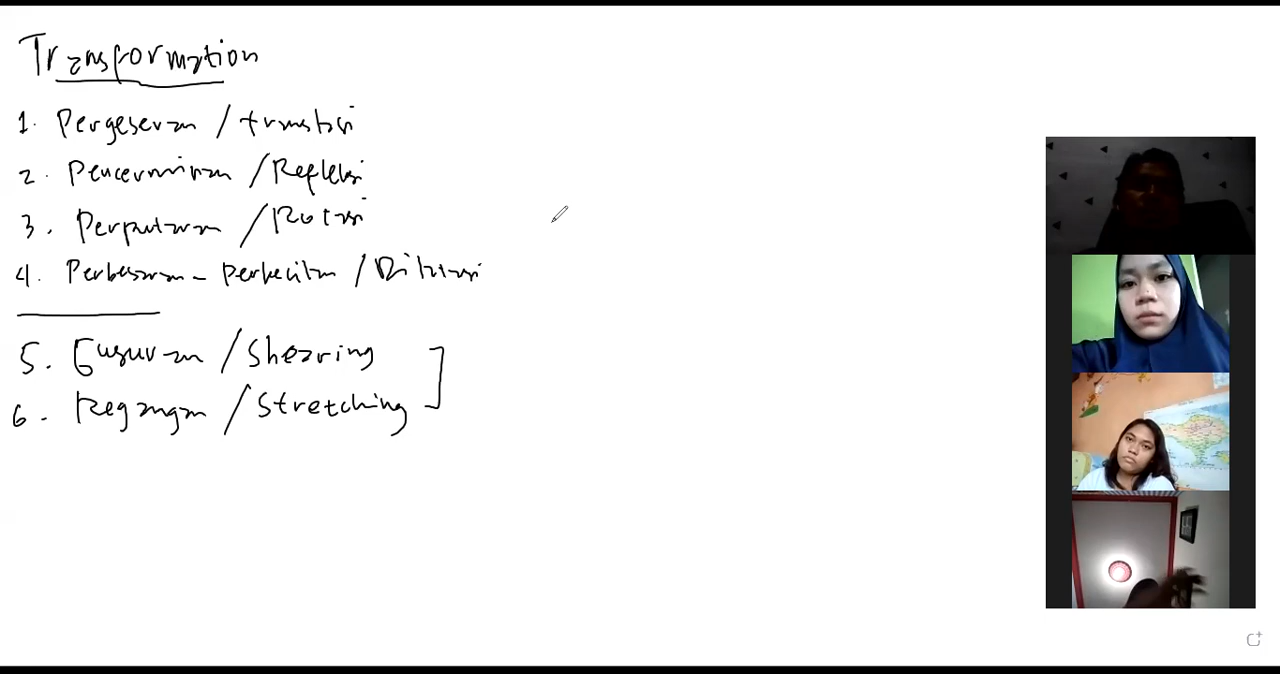 Transformation
1. Pergeseran / translasi
2. Pencerminan / Refleksi
3. Perputaran / Rotasi
4. Perbesaran - perkecilan / Dilatasi
5. Gusuran / Shearing
6. Regangan / Stretching